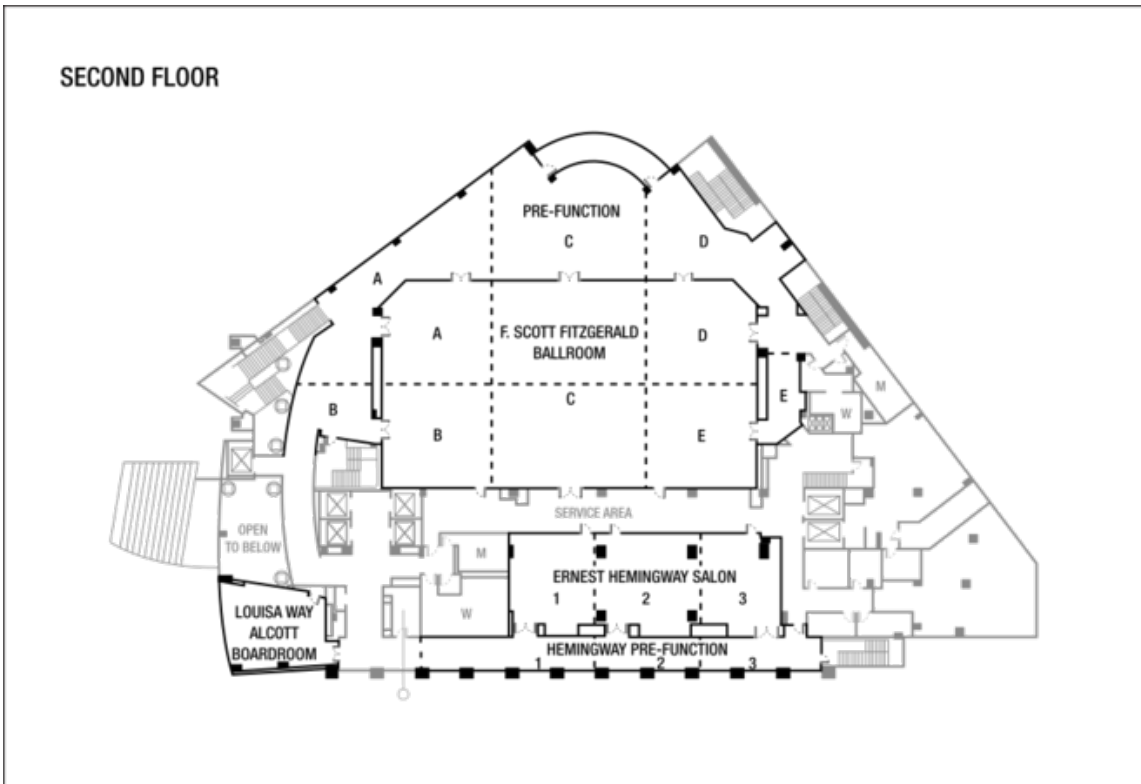 SECOND FLOOR
PRE-FUNCTION
C
D
A
A
F. SCOTT FITZGERALD
BALLROOM
D
C
B
E
B
E
M
W
SERVICE AREA
OPEN
TO BELOW
M
W
ERNEST HEMINGWAY SALON
1
2
3
LOUISA WAY
ALCOTT
BOARDROOM
HEMINGWAY PRE-FUNCTION
1
2
3